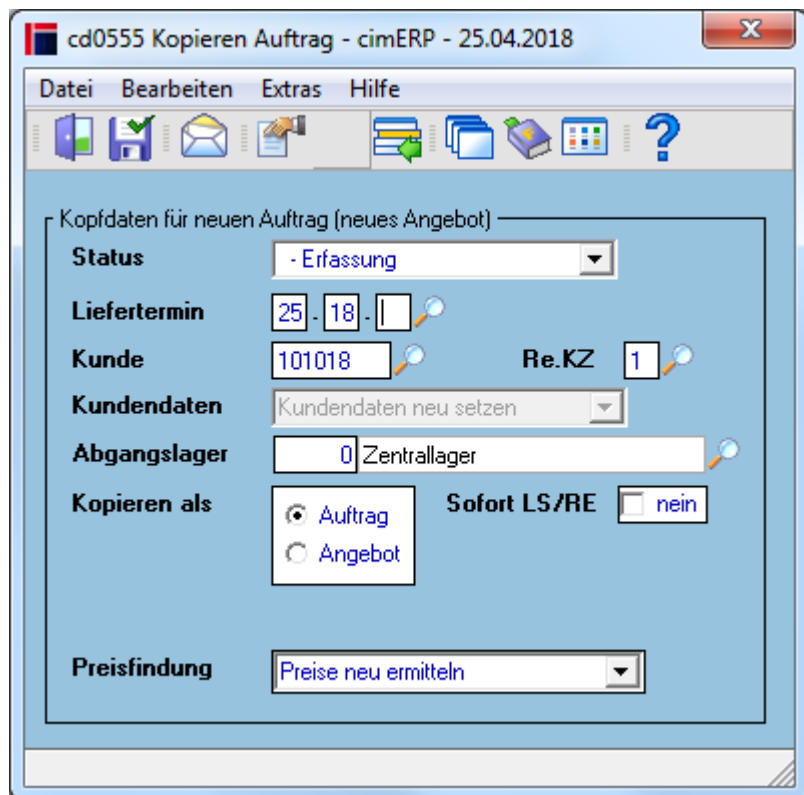 cd0555 Kopieren Auftrag - cimERP - 25.04.2018
Datei Bearbeiten Extras Hilfe
Kopfdaten für neuen Auftrag (neues Angebot)
Status - Erfassung
Liefertermin 25 . 18 .
Kunde 101018 Re.KZ 1
Kundendaten Kundendaten neu setzen
Abgangslager 0 Zentrallager
Kopieren als Auftrag Sofort LS/RE nein
Angebot
Preisfindung Preise neu ermitteln